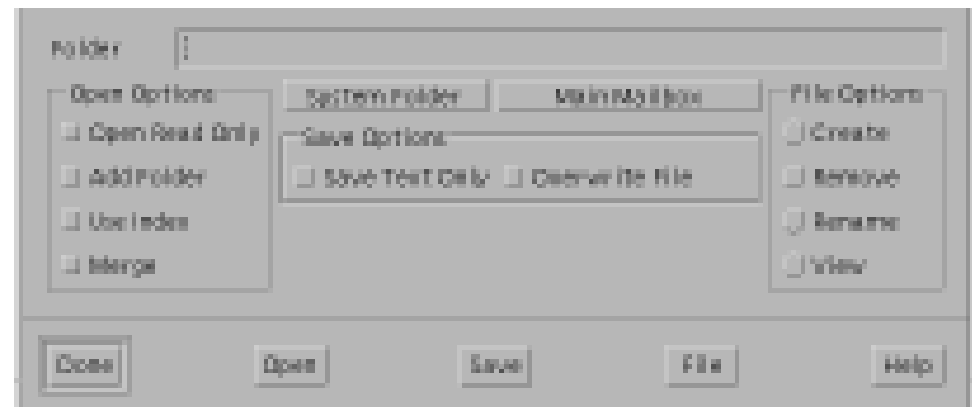 Folder
Open Options
Open Read Only
Add Folder
Use Index
Merge
System Folder
Main Mailbox
Save Options
Save Text Only
Overwrite File
File Options
Create
Remove
Rename
View
Close
Open
Save
File
Help